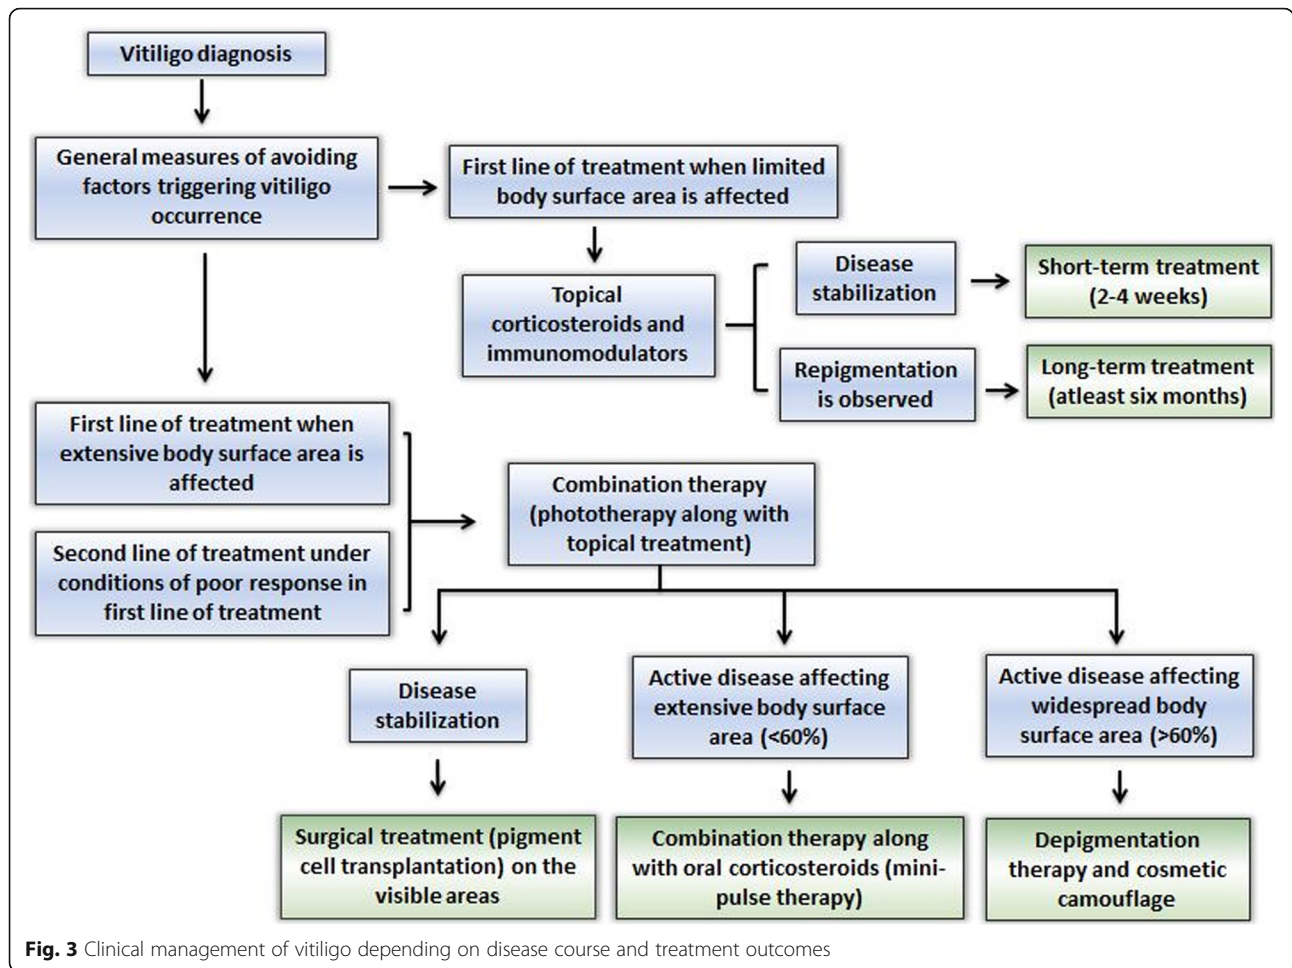 Vitiligo diagnosis
General measures of avoiding
factors triggering vitiligo
occurrence
First line of treatment when limited
body surface area is affected
Topical
corticosteroids and
immunomodulators
Disease
stabilization
Short-term treatment
(2-4 weeks)
Repigmentation
is observed
Long-term treatment
(atleast six months)
First line of treatment when
extensive body surface area is
affected
Second line of treatment under
conditions of poor response in
first line of treatment
Combination therapy
(phototherapy along with
topical treatment)
Disease
stabilization
Active disease affecting
extensive body surface
area (<60%)
Active disease affecting
widespread body
surface area (>60%)
Surgical treatment (pigment
cell transplantation) on the
visible areas
Combination therapy along
with oral corticosteroids (mini-
pulse therapy)
Depigmentation
therapy and cosmetic
camouflage
Fig. 3 Clinical management of vitiligo depending on disease course and treatment outcomes